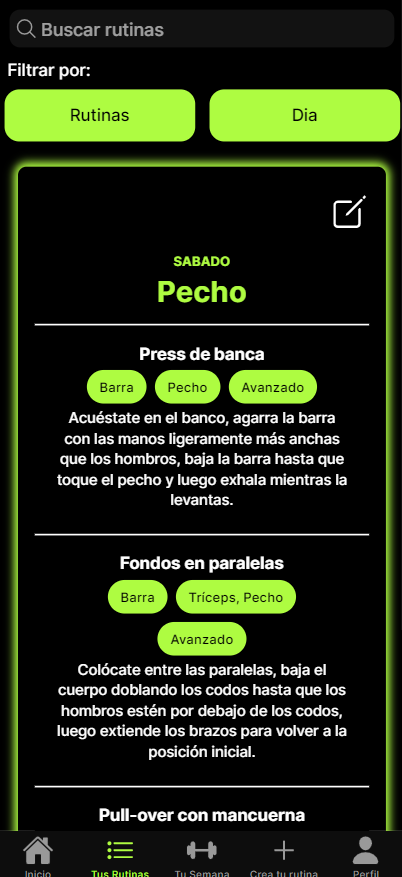 Buscar rutinas
Filtrar por:
Rutinas
Dia
SABADO
Pecho
Press de banca
Barra
Pecho
Avanzado
Acuéstate en el banco, agarra la barra
con las manos ligeramente más anchas
que los hombros, baja la barra hasta que
toque el pecho y luego exhala mientras la
levantas.
Fondos en paralelas
Barra
Tríceps, Pecho
Avanzado
Colócate entre las paralelas, baja el
cuerpo doblando los codos hasta que los
hombros estén por debajo de los codos,
luego extiende los brazos para volver a la
posición inicial.
Pull-over con mancuerna
Inicio
Tus Rutinas
Tu Semana
Crea tu rutina
Perfil